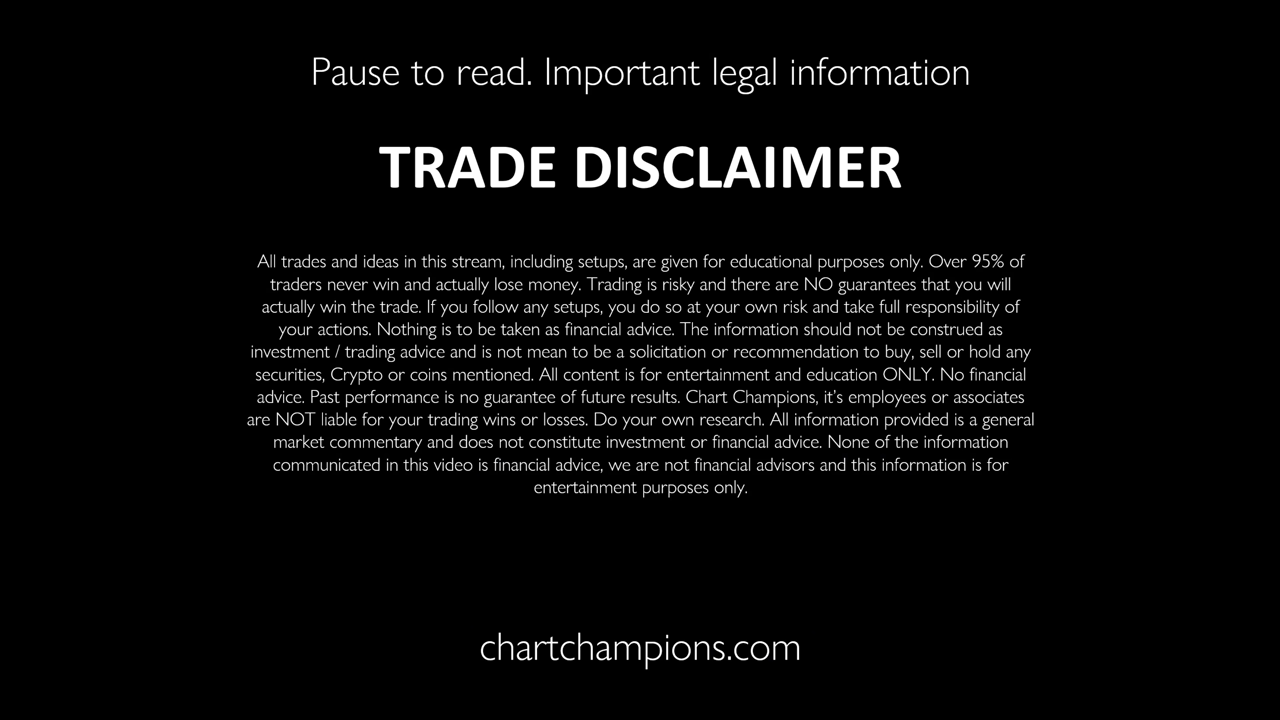 Pause to read. Important legal information
TRADE DISCLAIMER
All trades and ideas in this stream, including setups, are given for educational purposes only. Over 95% of
traders never win and actually lose money. Trading is risky and there are NO guarantees that you will
actually win the trade. If you follow any setups, you do so at your own risk and take full responsibility of
your actions. Nothing is to be taken as financial advice. The information should not be construed as
investment / trading advice and is not mean to be a solicitation or recommendation to buy, sell or hold any
securities, Crypto or coins mentioned. All content is for entertainment and education ONLY. No financial
advice. Past performance is no guarantee of future results. Chart Champions, it's employees or associates
are NOT liable for your trading wins or losses. Do your own research. All information provided is a general
market commentary and does not constitute investment or financial advice. None of the information
communicated in this video is financial advice, we are not financial advisors and this information is for
entertainment purposes only.
chartchampions.com